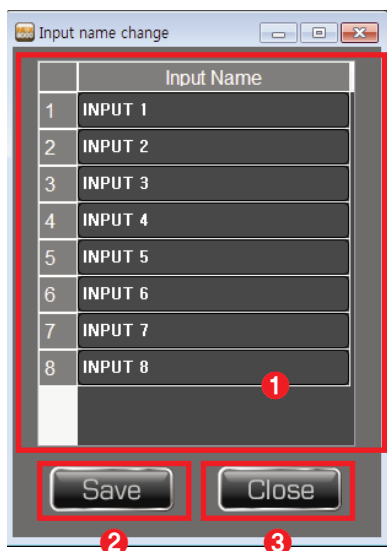 Input name change
Input Name
1 INPUT 1
2 INPUT 2
3 INPUT 3
4 INPUT 4
5 INPUT 5
6 INPUT 6
7 INPUT 7
8 INPUT 8
1
Save Close
2 3